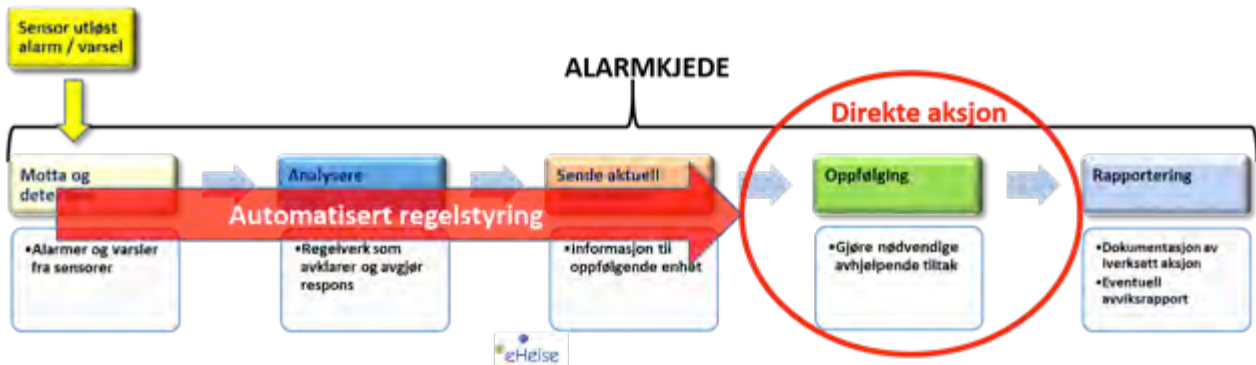 Sensor utløst
alarm / varsel
ALARMKJEDE
Direkte aksjon
Motta og
Analysere
Sende aktuell
Oppfølging
Rapportering
Automatisert regelstyring
•Alarmer og varsler
fra sensorer
•Regelverk som
avklarer og avgjør
respons
•Informasjon til
oppfølgende enhet
•Gjøre nødvendige
avhjelpende tiltak
•Dokumentasjon av
iverksatt aksjon
•Eventuell
avviksrapport
eHelse